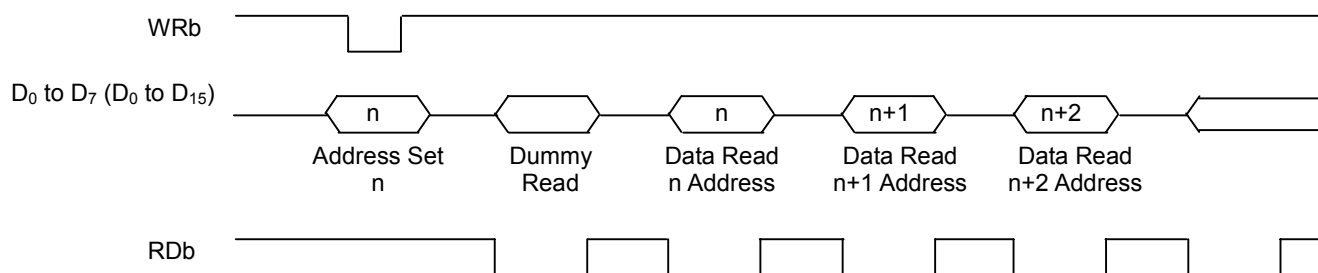 WRb
D₀ to D₇ (D₀ to D₁₅)
n
n
n+1
n+2
Address Set
n
Dummy
Read
Data Read
n Address
Data Read
n+1 Address
Data Read
n+2 Address
RDb